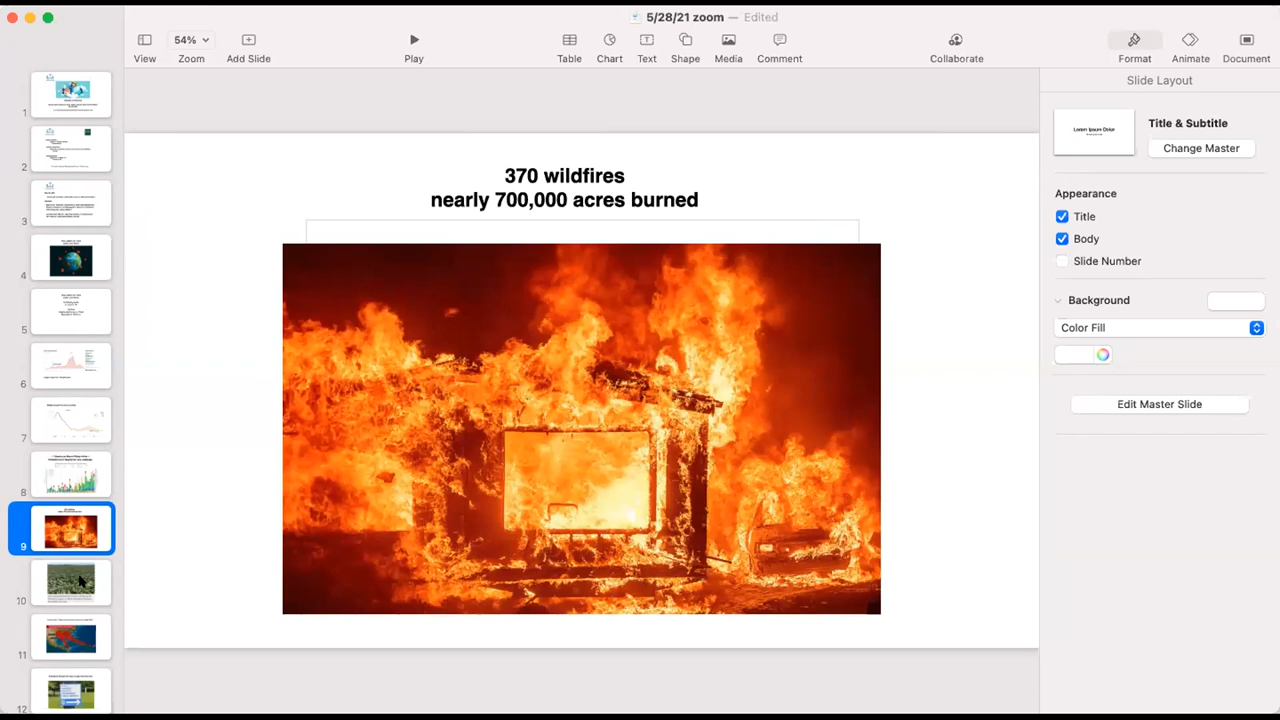 5/28/21 zoom — Edited
54%
View
Zoom
Add Slide
Play
Table
Chart
Text
Shape
Media
Comment
Collaborate
Format
Animate
Document
1
2
3
4
5
6
7
8
9
10
11
12
370 wildfires
nearly 700,000 acres burned
Slide Layout
Lorem Ipsum Dolor
Title & Subtitle
Change Master
Appearance
Title
Body
Slide Number
Background
Color Fill
Edit Master Slide